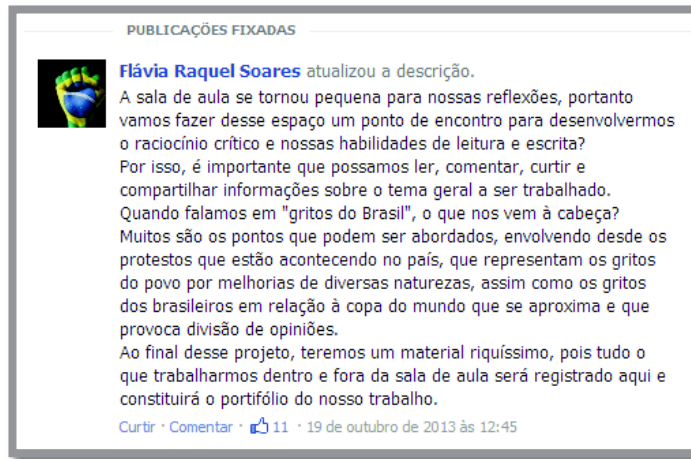 PUBLICAÇÕES FIXADAS
Flávia Raquel Soares atualizou a descrição.
A sala de aula se tornou pequena para nossas reflexões, portanto
vamos fazer desse espaço um ponto de encontro para desenvolvermos
o raciocínio crítico e nossas habilidades de leitura e escrita?
Por isso, é importante que possamos ler, comentar, curtir e
compartilhar informações sobre o tema geral a ser trabalhado.
Quando falamos em "gritos do Brasil", o que nos vem à cabeça?
Muitos são os pontos que podem ser abordados, envolvendo desde os
protestos que estão acontecendo no país, que representam os gritos
do povo por melhorias de diversas naturezas, assim como os gritos
dos brasileiros em relação à copa do mundo que se aproxima e que
provoca divisão de opiniões.
Ao final desse projeto, teremos um material riquíssimo, pois tudo o
que trabalharmos dentro e fora da sala de aula será registrado aqui e
constituirá o portifólio do nosso trabalho.
Curtir · Comentar · 11 · 19 de outubro de 2013 às 12:45